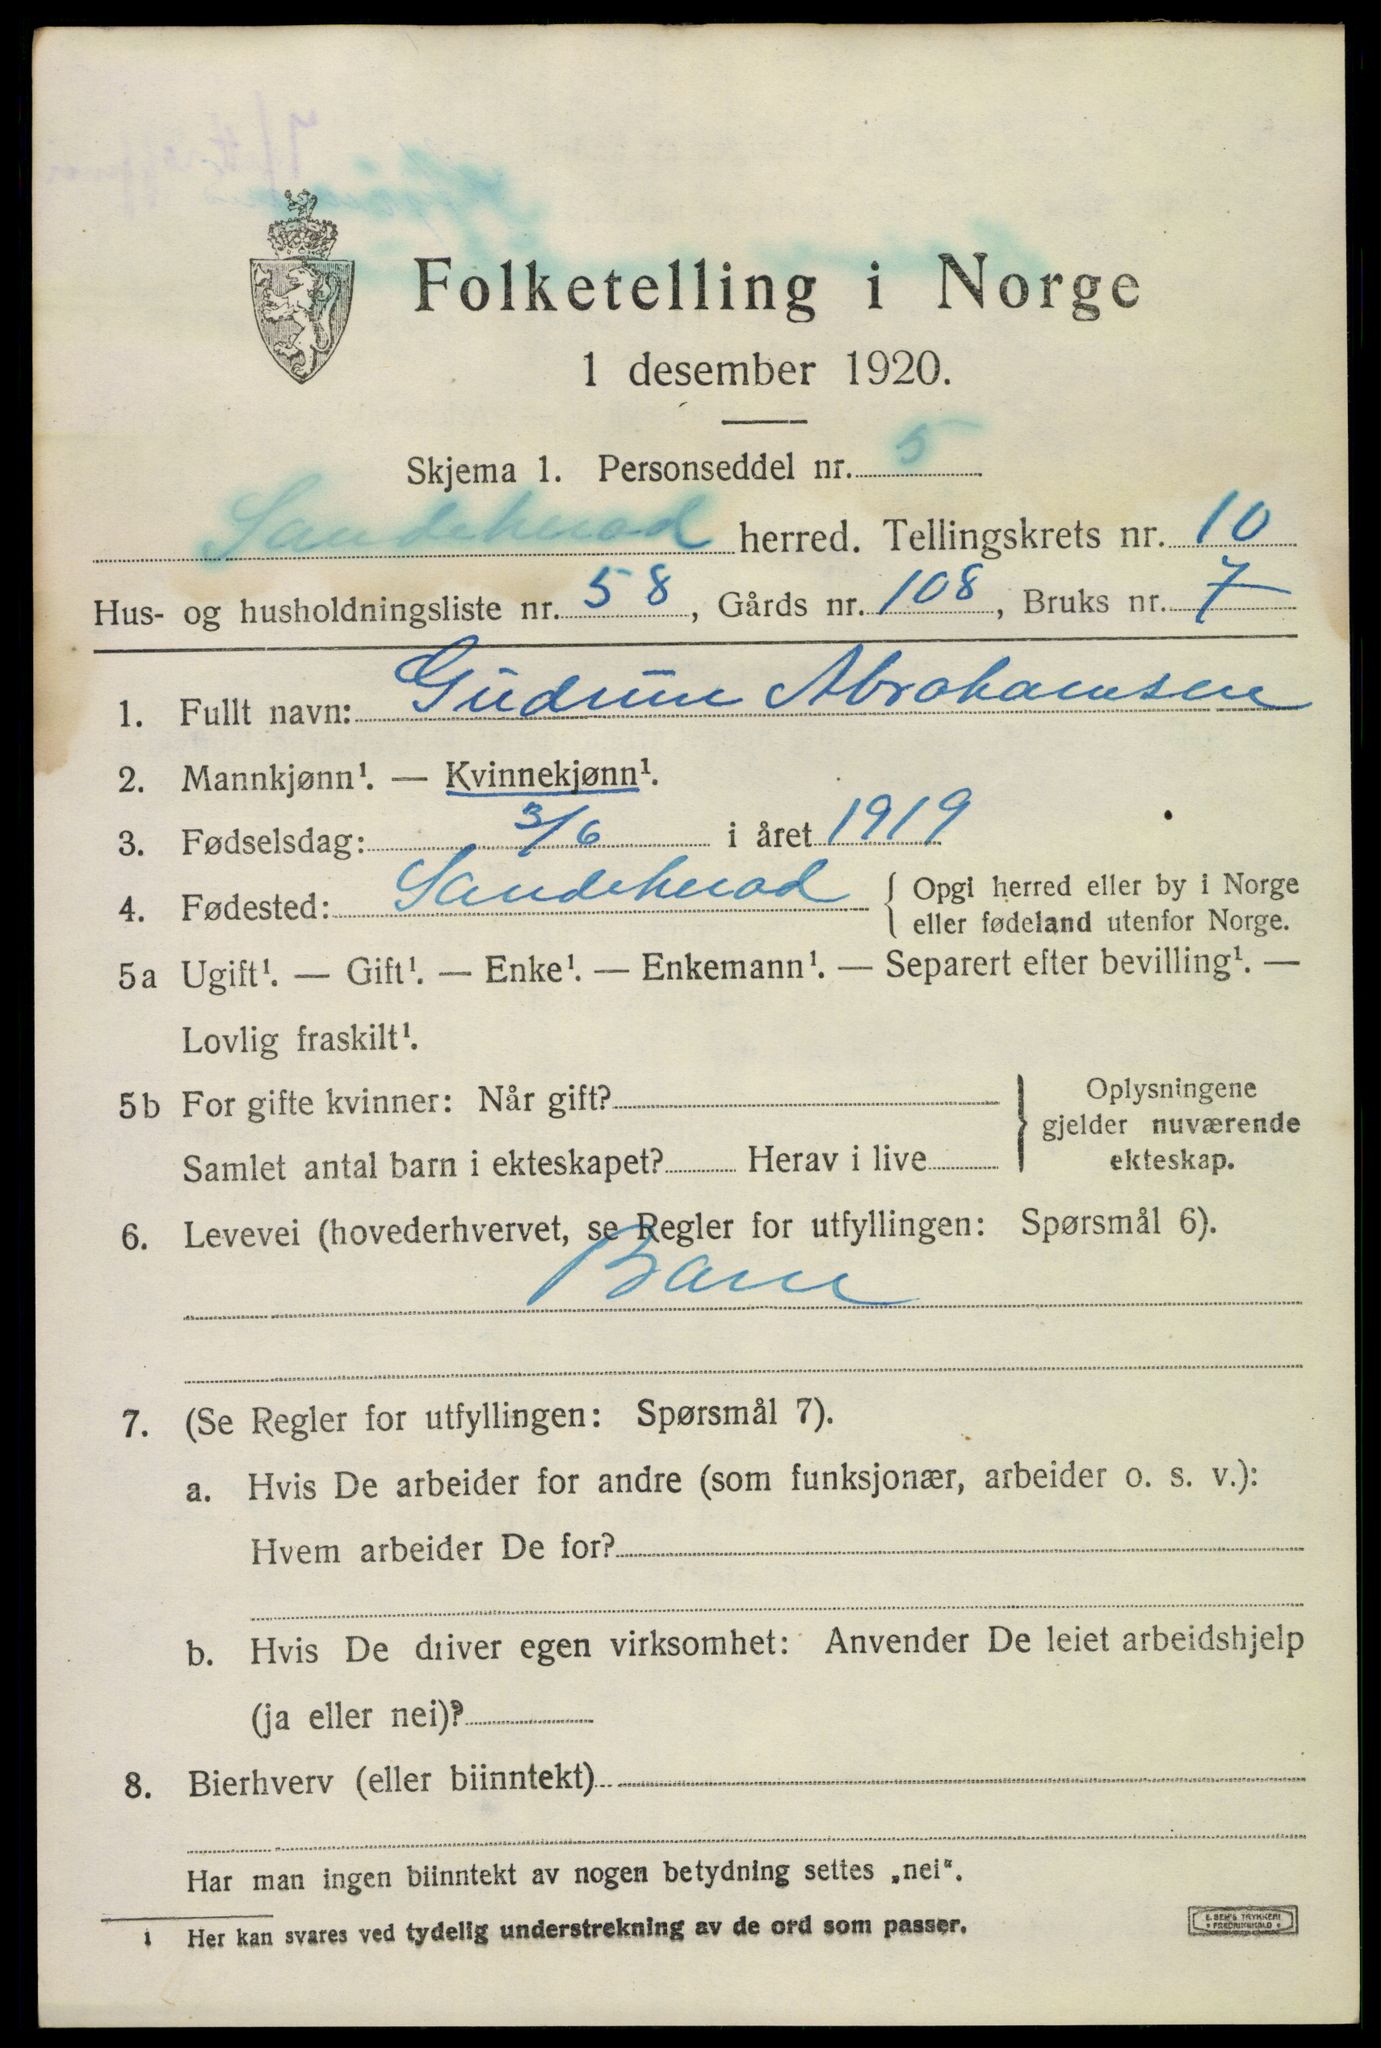 Folketelling i Norge
1 desember 1920.
Skjema 1. Personseddel nr. 5
Sandeherad herred. Tellingskrets nr. 10
Hus- og husholdningsliste nr. 58, Gårds nr. 108, Bruks nr. 7
1. Fullt navn: Gudrun Abrahamsen
2. Mannkjønn¹. — Kvinnekjønn¹.
3. Fødselsdag: 3/6 i året 1919
4. Fødested: Sandeherad { Opgi herred eller by i Norge
eller fødeland utenfor Norge.
5a Ugift¹. — Gift¹. — Enke¹. — Enkemann¹. — Separert efter bevilling¹. —
Lovlig fraskilt¹.
5b For gifte kvinner: Når gift?
Samlet antal barn i ekteskapet? Herav i live
} Oplysningene
gjelder nuværende
ekteskap.
6. Levevei (hovederhvervet, se Regler for utfyllingen: Spørsmål 6).
Barn
7. (Se Regler for utfyllingen: Spørsmål 7).
a. Hvis De arbeider for andre (som funksjonær, arbeider o. s. v.):
Hvem arbeider De for?
b. Hvis De driver egen virksomhet: Anvender De leiet arbeidshjelp
(ja eller nei)?
8. Bierhverv (eller biinntekt)
Har man ingen biinntekt av nogen betydning settes „nei".
1 Her kan svares ved tydelig understrekning av de ord som passer.
E. SEM'S TRYKKERI
• FREDRIKSHALD •